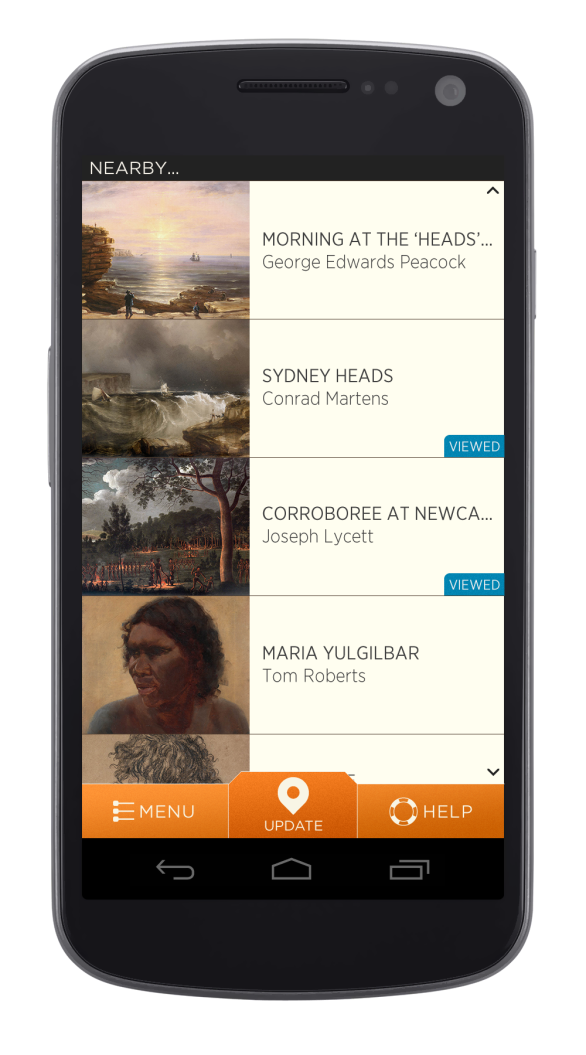 NEARBY...
MORNING AT THE ‘HEADS’...
George Edwards Peacock
SYDNEY HEADS
Conrad Martens
VIEWED
CORROBOREE AT NEWCA...
Joseph Lycett
VIEWED
MARIA YULGILBAR
Tom Roberts
MENU
UPDATE
HELP